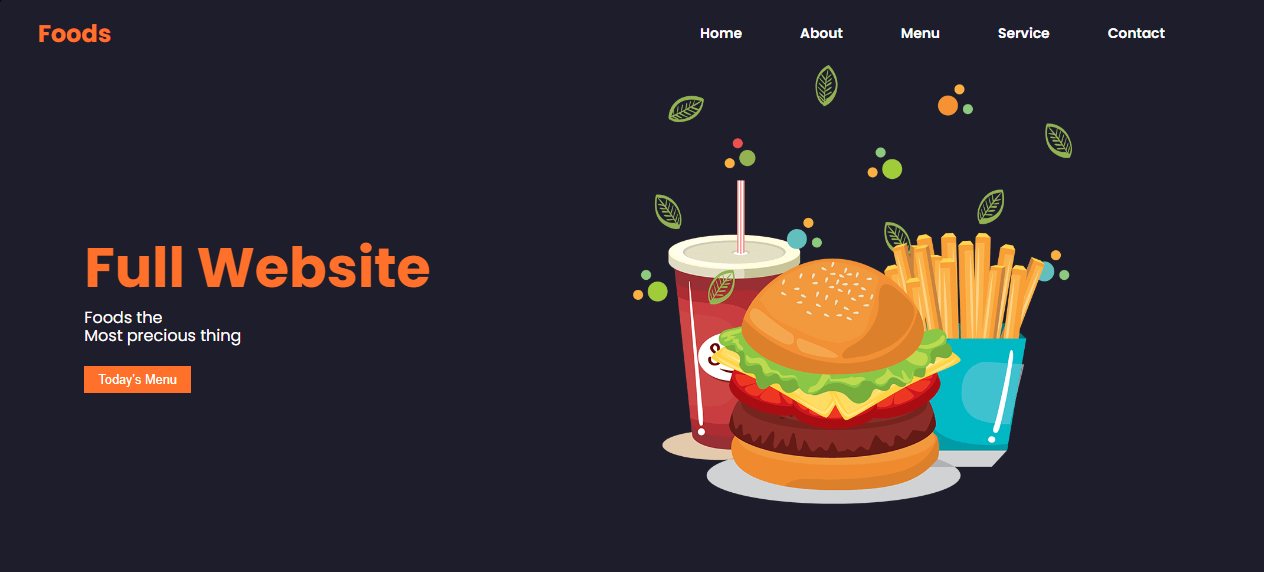 Foods
Home About Menu Service Contact
Full Website
Foods the
Most precious thing
Today's Menu